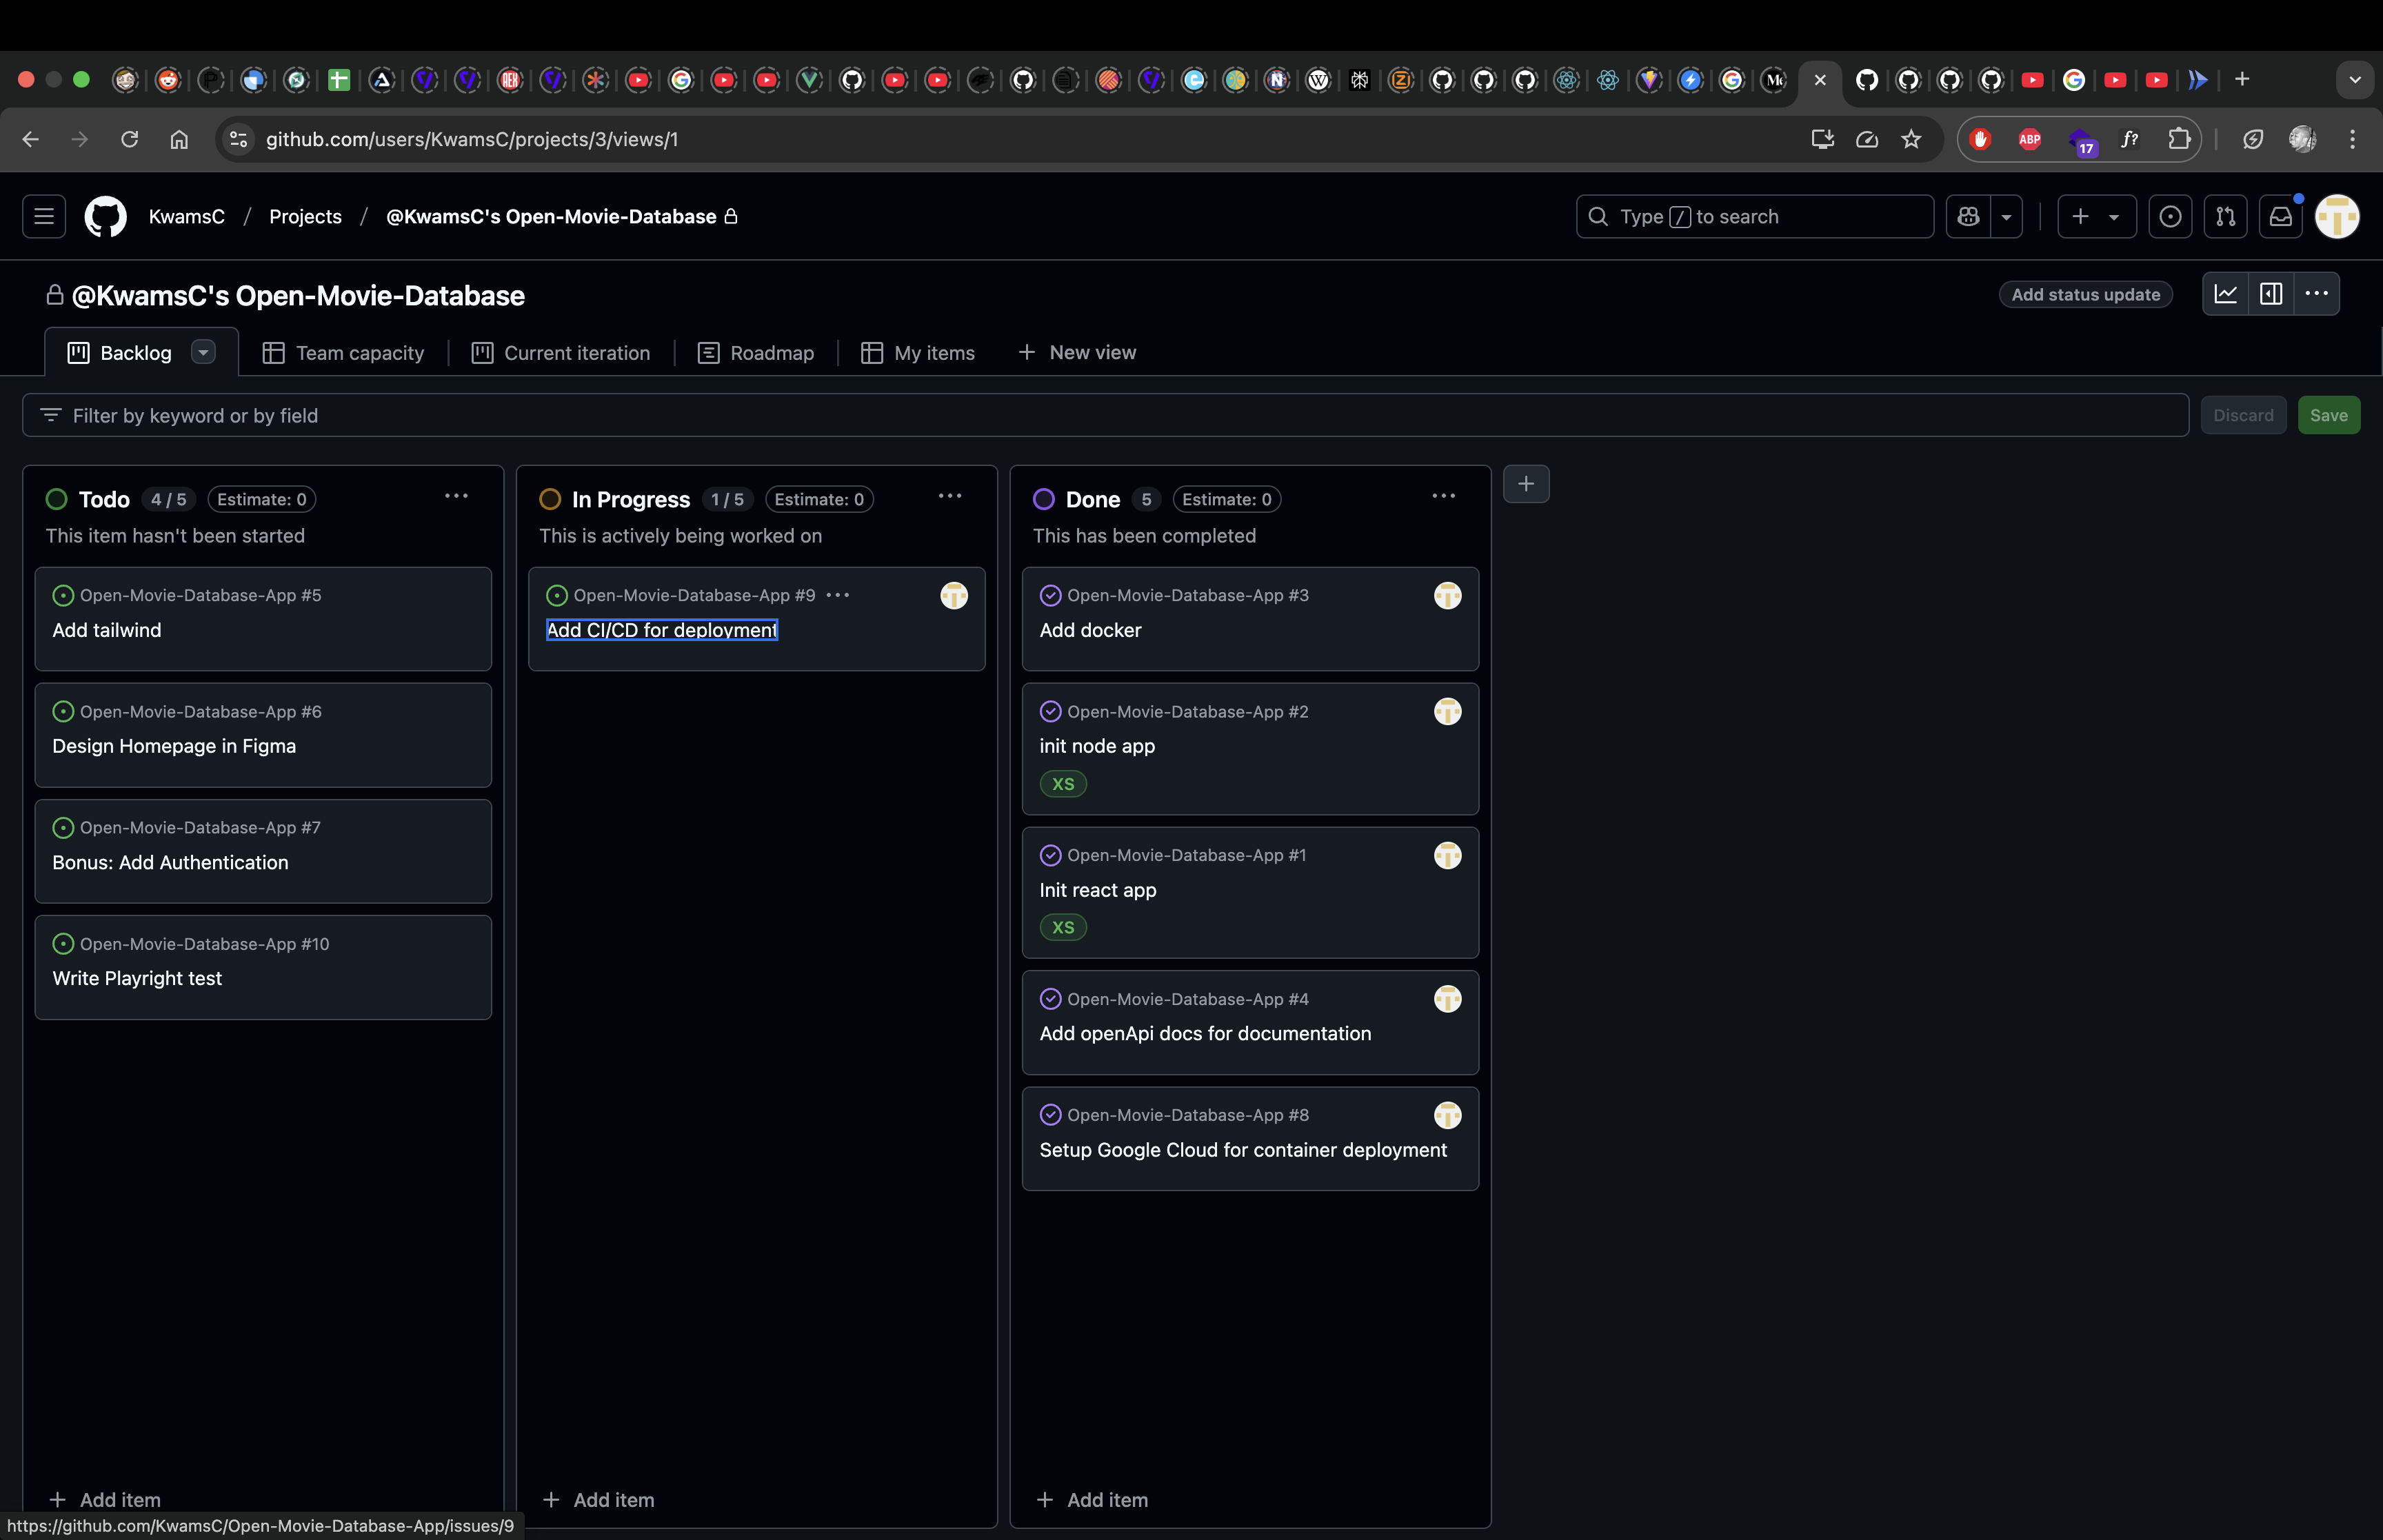 github.com/users/KwamsC/projects/3/views/1
ABP
17
f?
KwamsC / Projects / @KwamsC's Open-Movie-Database
Type / to search
@KwamsC's Open-Movie-Database
Add status update
Backlog
Team capacity
Current iteration
Roadmap
My items
New view
Filter by keyword or by field
Discard
Save
Todo 4 / 5 Estimate: 0
This item hasn't been started
Open-Movie-Database-App #5
Add tailwind
Open-Movie-Database-App #6
Design Homepage in Figma
Open-Movie-Database-App #7
Bonus: Add Authentication
Open-Movie-Database-App #10
Write Playright test
Add item
In Progress 1 / 5 Estimate: 0
This is actively being worked on
Open-Movie-Database-App #9
Add CI/CD for deployment
Add item
Done 5 Estimate: 0
This has been completed
Open-Movie-Database-App #3
Add docker
Open-Movie-Database-App #2
init node app
XS
Open-Movie-Database-App #1
Init react app
XS
Open-Movie-Database-App #4
Add openApi docs for documentation
Open-Movie-Database-App #8
Setup Google Cloud for container deployment
Add item
https://github.com/KwamsC/Open-Movie-Database-App/issues/9